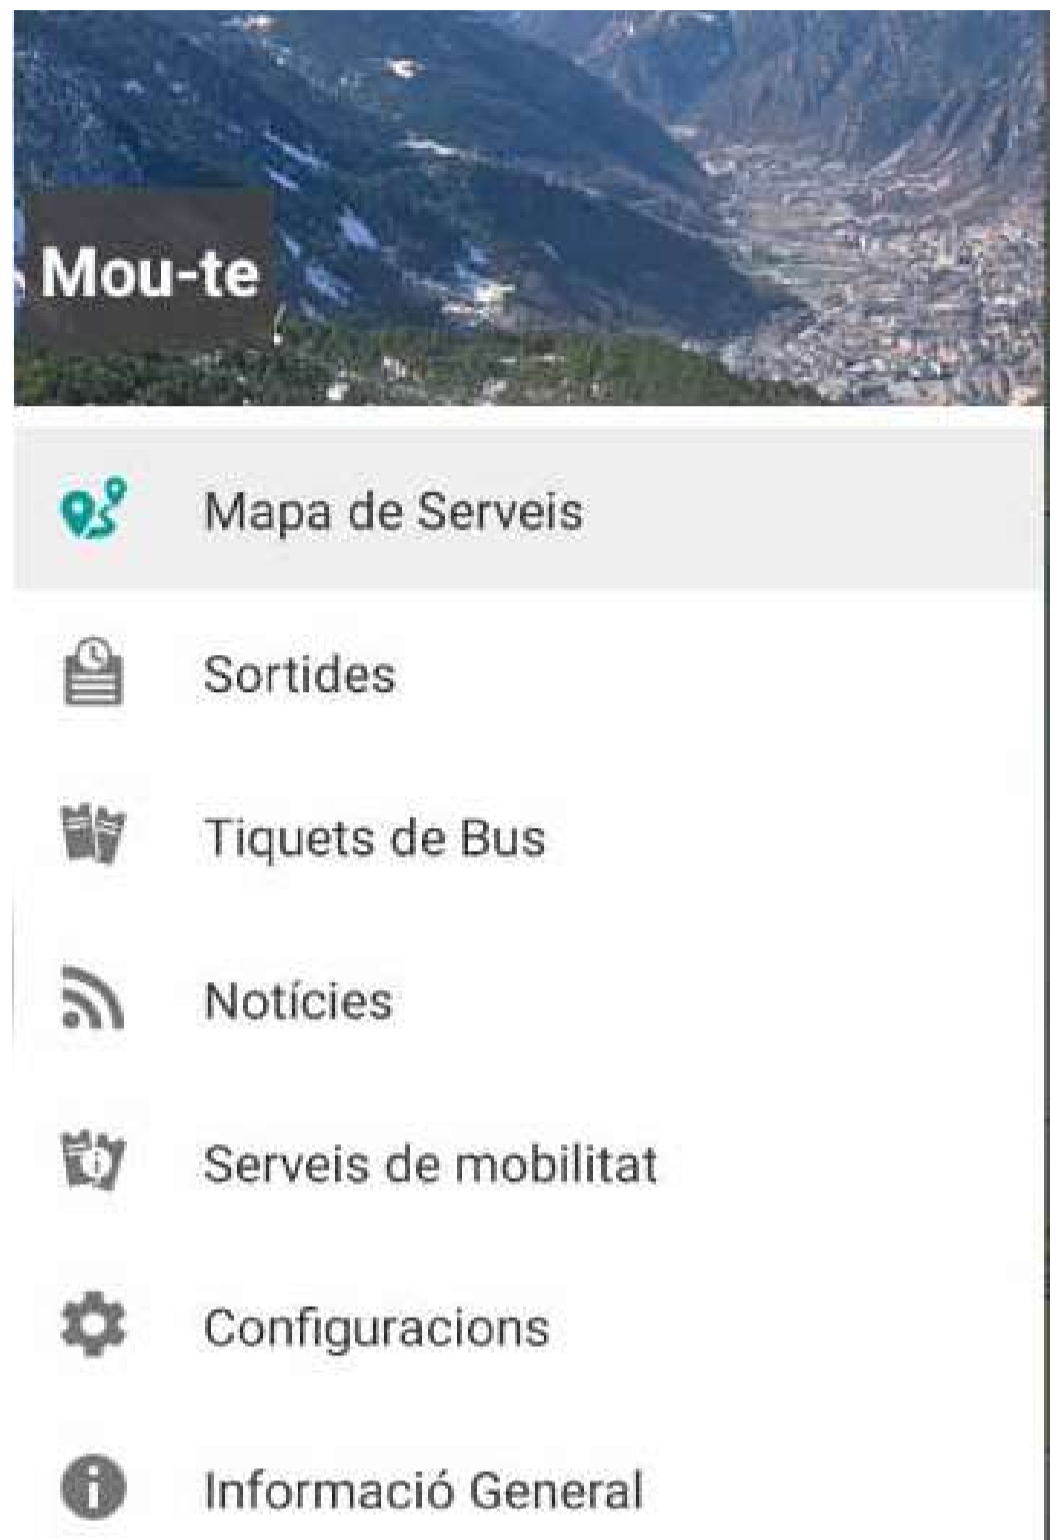 Mou-te
Mapa de Serveis
Sortides
Tiquets de Bus
Notícies
Serveis de mobilitat
Configuracions
Informació General